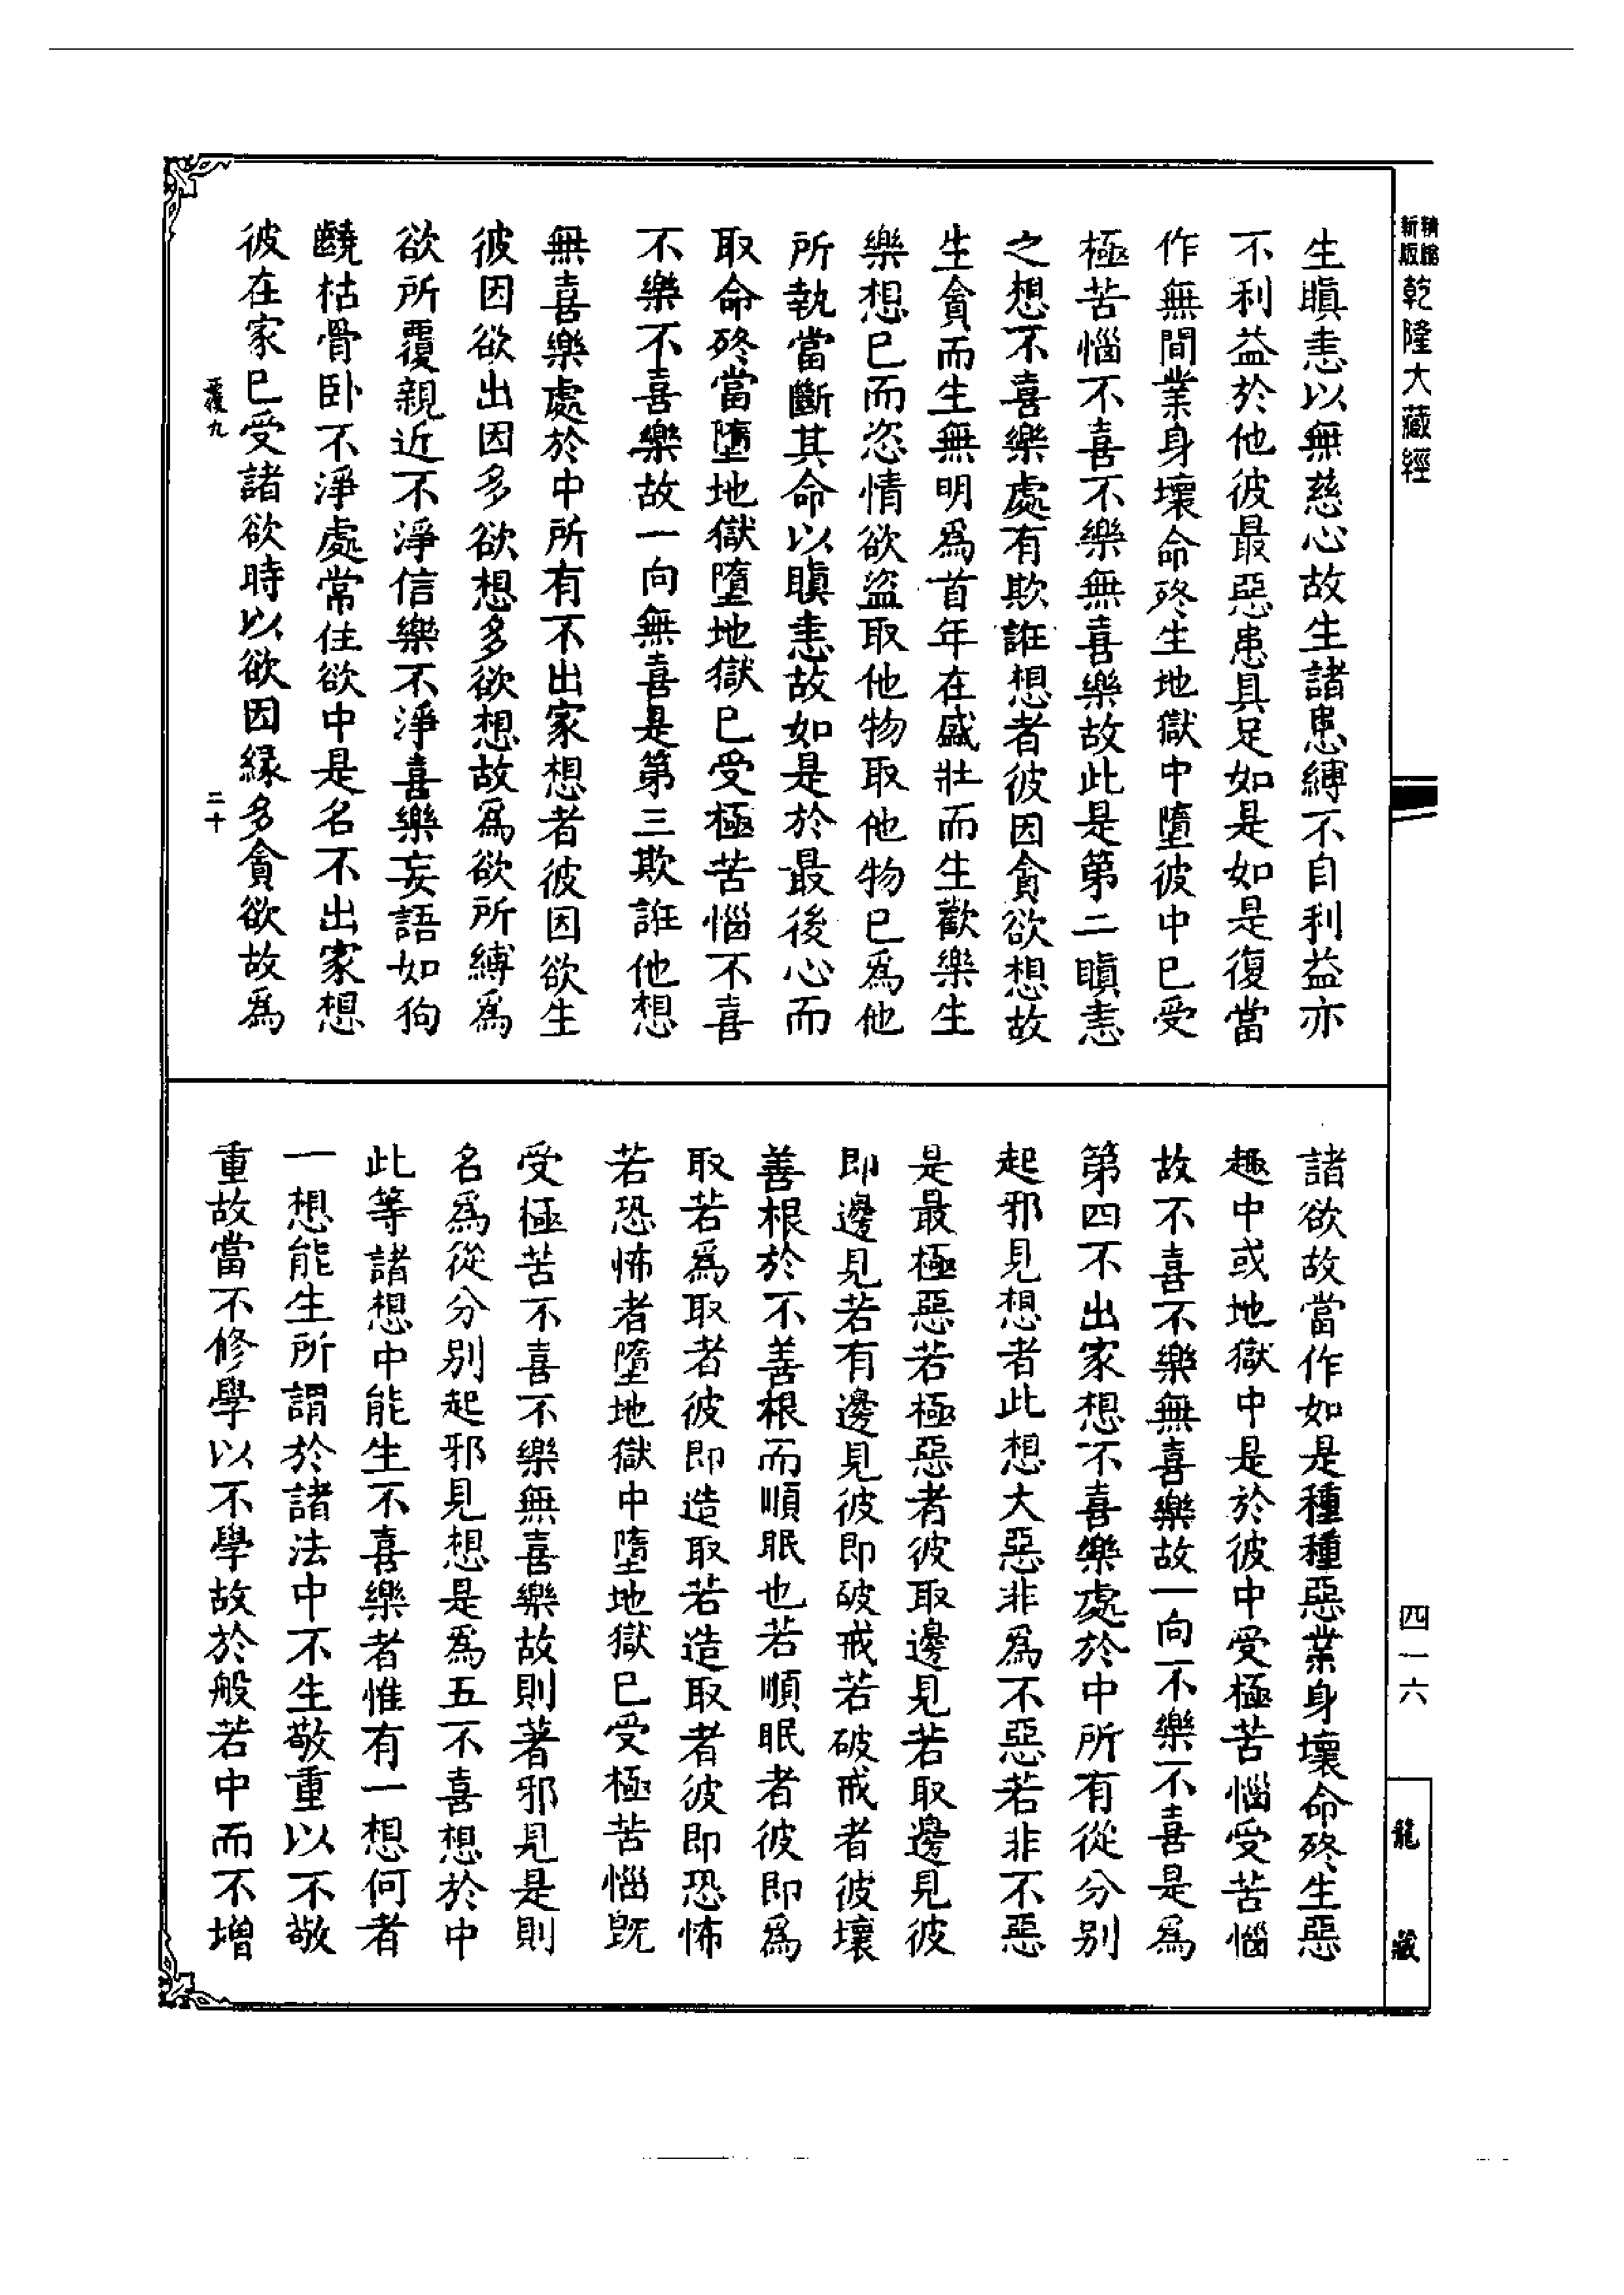 新版
精縮
乾隆大藏經
生瞋恚以無慈心故生諸患縛不自利益亦
不利益於他彼最惡患具足如是如是復當
作無間業身壞命終生地獄中墮彼中已受
極苦惱不喜不樂無喜樂故此是第二瞋恚
之想不喜樂處有欺誑想者彼因貪欲想故
生貪而生無明爲首年在盛壯而生歡樂生
樂想已而恣情欲盜取他物取他物已爲他
所執當斷其命以瞋恚故如是於最後心而
取命終當墮地獄墮地獄已受極苦惱不喜
不樂不喜樂故一向無喜是第三欺誑他想
無喜樂處於中所有不出家想者彼因欲生
彼因欲出因多欲想多欲想故爲欲所縛爲
欲所覆親近不淨信樂不淨喜樂妄語如狗
齩枯骨卧不淨處常住欲中是名不出家想
彼在家已受諸欲時以欲因緣多貪欲故爲
二十
諸欲故當作如是種種惡業身壞命終生惡
趣中或地獄中是於彼中受極苦惱受苦惱
故不喜不樂無喜樂故一向不樂不喜是爲
第四不出家想不喜樂處於中所有從分別
起邪見想者此想大惡非爲不惡若非不惡
是最極惡若極惡者彼取邊見若取邊見彼
即邊見若有邊見彼即破戒若破戒者彼壞
善根於不善根而順眠也若順眠者彼即爲
取若爲取者彼即造取若造取者彼即恐怖
若恐怖者墮地獄中墮地獄已受極苦惱既
受極苦不喜不樂無喜樂故則著邪見是則
名爲從分別起邪見想是爲五不喜想於中
此等諸想中能生不喜樂者惟有一想何者
一想能生所謂於諸法中不生敬重以不敬
重故當不修學以不學故於般若中而不增
四一六
龍藏